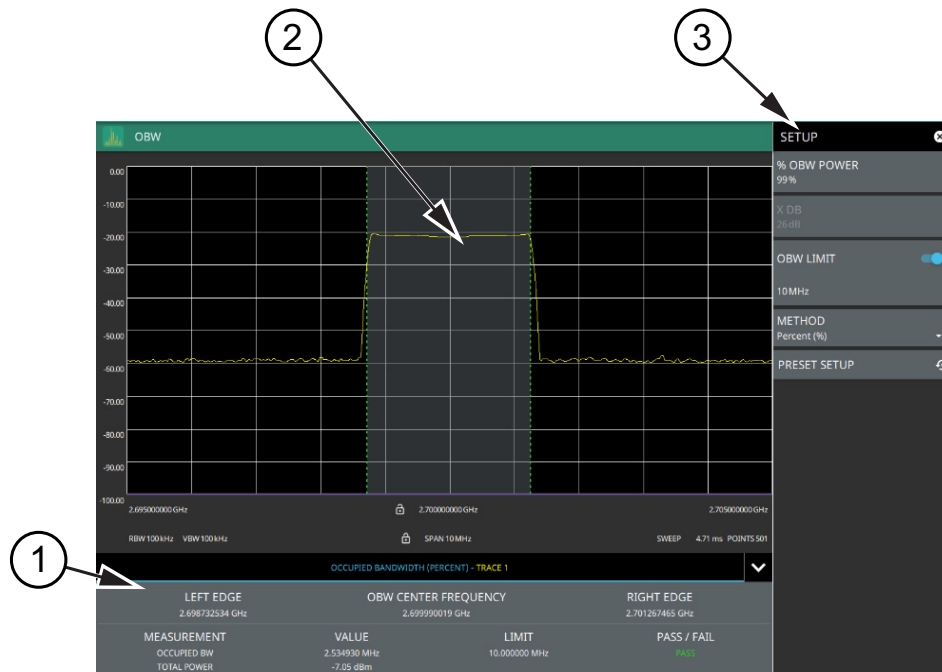 2
3
OBW
SETUP
% OBW POWER
99%
X DB
26 dB
OBW LIMIT
10 MHz
METHOD
Percent (%)
PRESET SETUP
0.00
-10.00
-20.00
-30.00
-40.00
-50.00
-60.00
-70.00
-80.00
-90.00
-100.00
2.695000000 GHz 2.700000000 GHz 2.705000000 GHz
RBW 100 kHz VBW 100 kHz SPAN 10 MHz SWEEP 4.71 ms POINTS 501
1
OCCUPIED BANDWIDTH (PERCENT) - TRACE 1
LEFT EDGE OBW CENTER FREQUENCY RIGHT EDGE
2.698732534 GHz 2.699990019 GHz 2.701267465 GHz
MEASUREMENT VALUE LIMIT PASS / FAIL
OCCUPIED BW 2.534930 MHz 10.000000 MHz PASS
TOTAL POWER -7.05 dBm